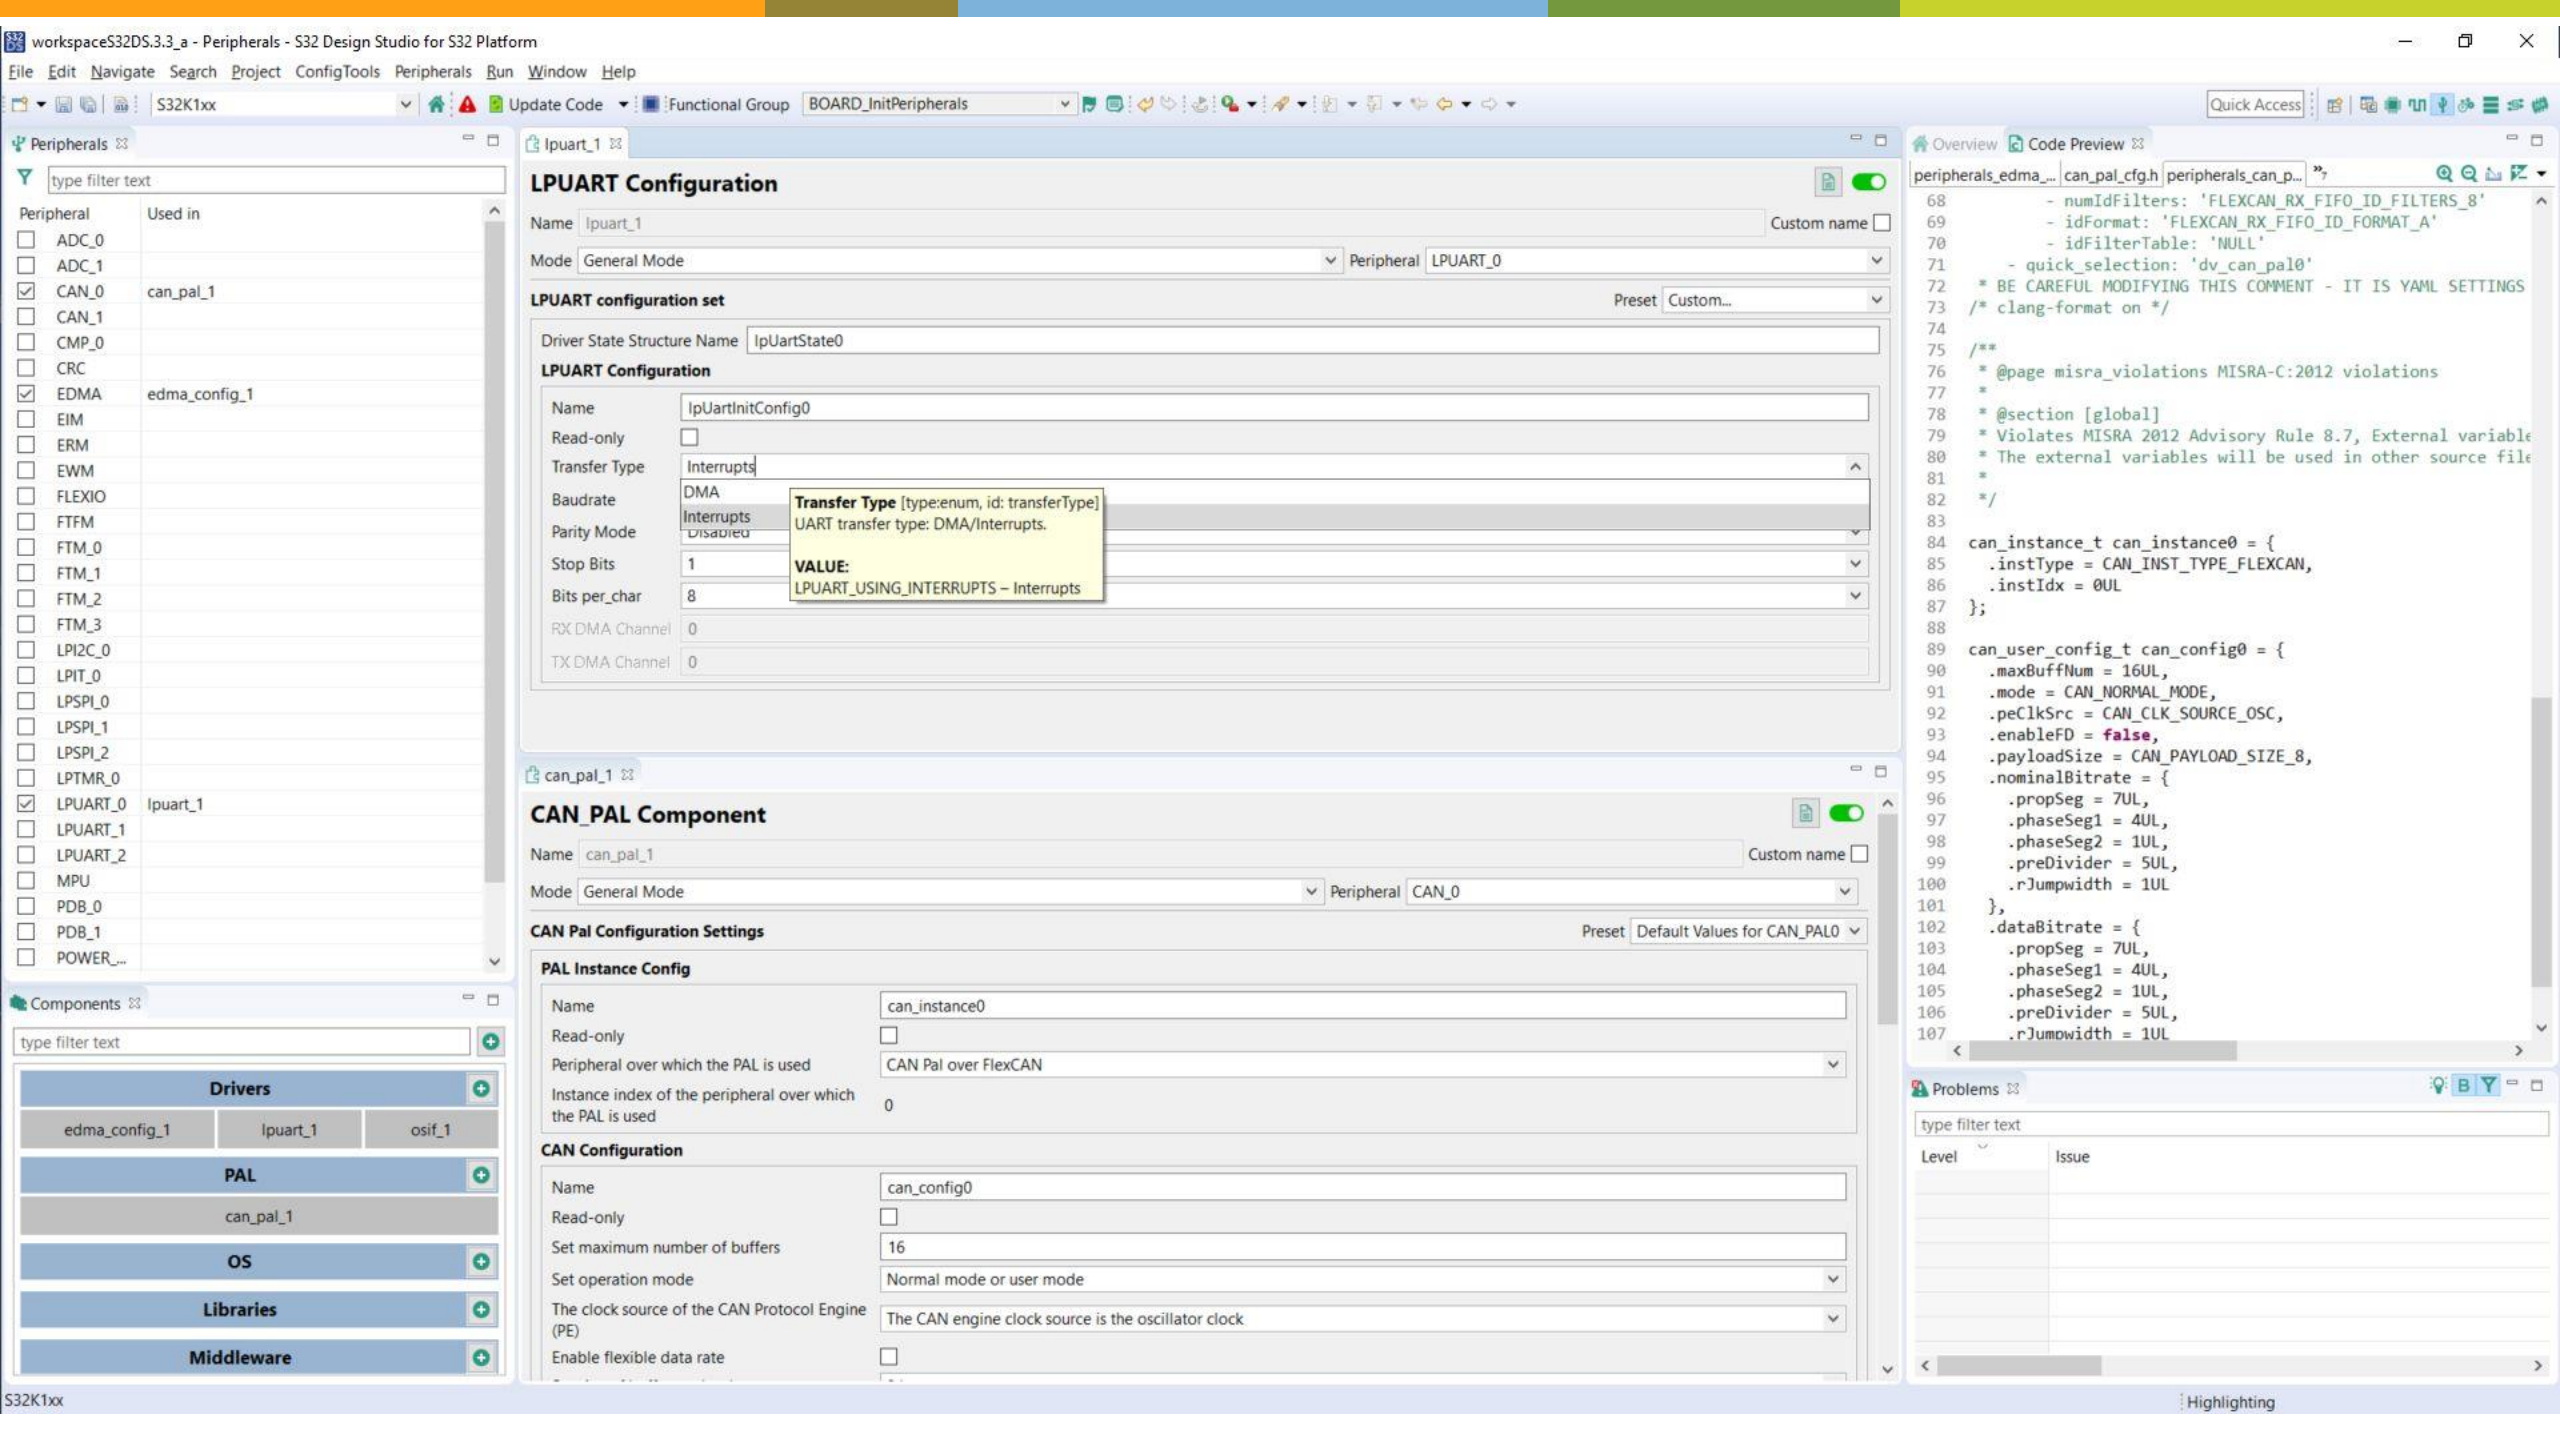 workspaceS32DS.3.3_a - Peripherals - S32 Design Studio for S32 Platform
File Edit Navigate Search Project ConfigTools Peripherals Run Window Help
S32K1xx Update Code Functional Group BOARD_InitPeripherals Quick Access
Peripherals
type filter text
Peripheral Used in
ADC_0
ADC_1
CAN_0 can_pal_1
CAN_1
CMP_0
CRC
EDMA edma_config_1
EIM
ERM
EWM
FLEXIO
FTFM
FTM_0
FTM_1
FTM_2
FTM_3
LPI2C_0
LPIT_0
LPSPI_0
LPSPI_1
LPSPI_2
LPTMR_0
LPUART_0 lpuart_1
LPUART_1
LPUART_2
MPU
PDB_0
PDB_1
POWER_...
Components
type filter text
Drivers
edma_config_1 lpuart_1 osif_1
PAL
can_pal_1
OS
Libraries
Middleware
S32K1xx
lpuart_1
LPUART Configuration
Name lpuart_1 Custom name
Mode General Mode Peripheral LPUART_0
LPUART configuration set Preset Custom...
Driver State Structure Name lpUartState0
LPUART Configuration
Name lpUartInitConfig0
Read-only
Transfer Type Interrupts
DMA
Baudrate
Interrupts
Parity Mode Disabled
Stop Bits 1
Bits per_char 8
RX DMA Channel 0
TX DMA Channel 0
Transfer Type [type:enum, id: transferType]
UART transfer type: DMA/Interrupts.
VALUE:
LPUART_USING_INTERRUPTS – Interrupts
can_pal_1
CAN_PAL Component
Name can_pal_1 Custom name
Mode General Mode Peripheral CAN_0
CAN Pal Configuration Settings Preset Default Values for CAN_PAL0
PAL Instance Config
Name can_instance0
Read-only
Peripheral over which the PAL is used CAN Pal over FlexCAN
Instance index of the peripheral over which
the PAL is used 0
CAN Configuration
Name can_config0
Read-only
Set maximum number of buffers 16
Set operation mode Normal mode or user mode
The clock source of the CAN Protocol Engine
(PE) The CAN engine clock source is the oscillator clock
Enable flexible data rate
Overview Code Preview
peripherals_edma_... can_pal_cfg.h peripherals_can_p... »7
68 - numIdFilters: 'FLEXCAN_RX_FIFO_ID_FILTERS_8'
69 - idFormat: 'FLEXCAN_RX_FIFO_ID_FORMAT_A'
70 - idFilterTable: 'NULL'
71 - quick_selection: 'dv_can_pal0'
72 * BE CAREFUL MODIFYING THIS COMMENT - IT IS YAML SETTINGS
73 /* clang-format on */
74
75 /**
76 * @page misra_violations MISRA-C:2012 violations
77 *
78 * @section [global]
79 * Violates MISRA 2012 Advisory Rule 8.7, External variable
80 * The external variables will be used in other source file
81 *
82 */
83
84 can_instance_t can_instance0 = {
85 .instType = CAN_INST_TYPE_FLEXCAN,
86 .instIdx = 0UL
87 };
88
89 can_user_config_t can_config0 = {
90 .maxBuffNum = 16UL,
91 .mode = CAN_NORMAL_MODE,
92 .peClkSrc = CAN_CLK_SOURCE_OSC,
93 .enableFD = false,
94 .payloadSize = CAN_PAYLOAD_SIZE_8,
95 .nominalBitrate = {
96 .propSeg = 7UL,
97 .phaseSeg1 = 4UL,
98 .phaseSeg2 = 1UL,
99 .preDivider = 5UL,
100 .rJumpwidth = 1UL
101 },
102 .dataBitrate = {
103 .propSeg = 7UL,
104 .phaseSeg1 = 4UL,
105 .phaseSeg2 = 1UL,
106 .preDivider = 5UL,
107 .rJumpwidth = 1UL
Problems
type filter text
Level Issue
Highlighting